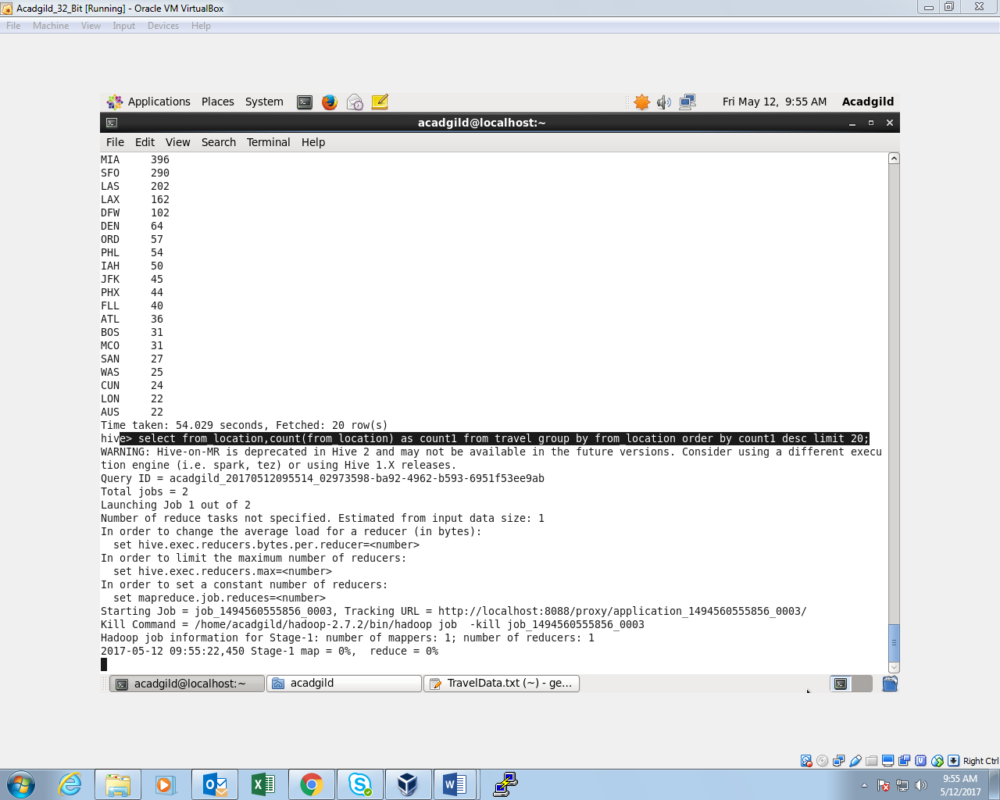 Acadgild_32_Bit [Running] - Oracle VM VirtualBox
File Machine View Input Devices Help
Applications Places System Fri May 12, 9:55 AM Acadgild
acadgild@localhost:~
File Edit View Search Terminal Help
MIA 396
SFO 290
LAS 202
LAX 162
DFW 102
DEN 64
ORD 57
PHL 54
IAH 50
JFK 45
PHX 44
FLL 40
ATL 36
BOS 31
MCO 31
SAN 27
WAS 25
CUN 24
LON 22
AUS 22
Time taken: 54.029 seconds, Fetched: 20 row(s)
hive> select from_location,count(from_location) as count1 from travel group by from_location order by count1 desc limit 20;
WARNING: Hive-on-MR is deprecated in Hive 2 and may not be available in the future versions. Consider using a different execu
tion engine (i.e. spark, tez) or using Hive 1.X releases.
Query ID = acadgild_20170512095514_02973598-ba92-4962-b593-6951f53ee9ab
Total jobs = 2
Launching Job 1 out of 2
Number of reduce tasks not specified. Estimated from input data size: 1
In order to change the average load for a reducer (in bytes):
  set hive.exec.reducers.bytes.per.reducer=<number>
In order to limit the maximum number of reducers:
  set hive.exec.reducers.max=<number>
In order to set a constant number of reducers:
  set mapreduce.job.reduces=<number>
Starting Job = job_1494560555856_0003, Tracking URL = http://localhost:8088/proxy/application_1494560555856_0003/
Kill Command = /home/acadgild/hadoop-2.7.2/bin/hadoop job  -kill job_1494560555856_0003
Hadoop job information for Stage-1: number of mappers: 1; number of reducers: 1
2017-05-12 09:55:22,450 Stage-1 map = 0%,  reduce = 0%
acadgild@localhost:~ acadgild TravelData.txt (~) - ge...
Right Ctrl
9:55 AM
5/12/2017